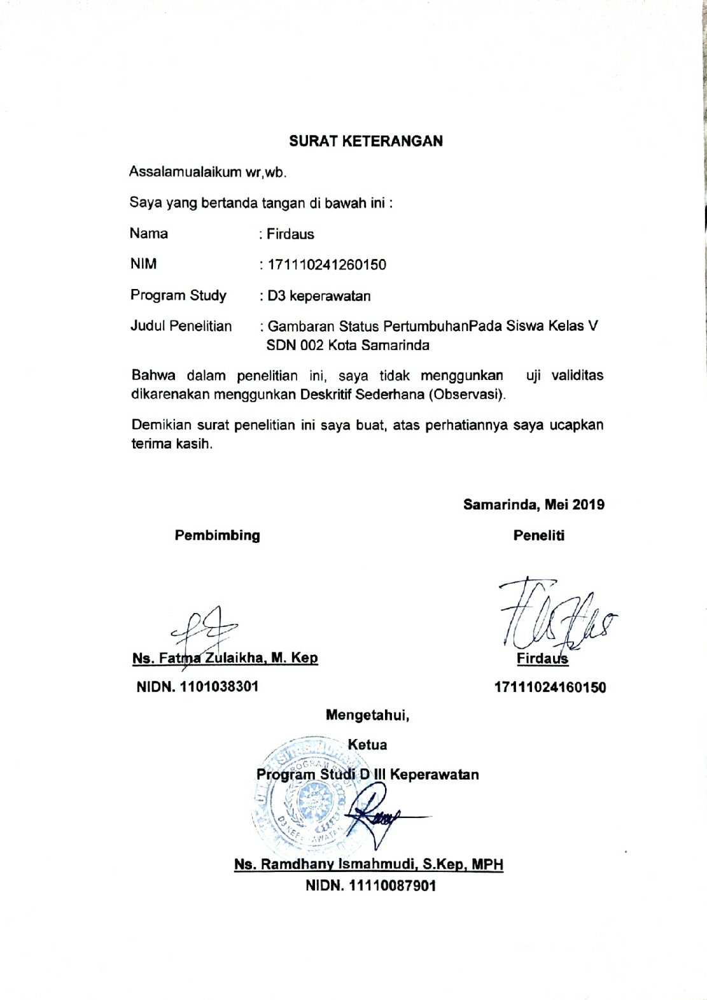 SURAT KETERANGAN
Assalamualaikum wr,wb.
Saya yang bertanda tangan di bawah ini :
Nama : Firdaus
NIM : 171110241260150
Program Study : D3 keperawatan
Judul Penelitian : Gambaran Status PertumbuhanPada Siswa Kelas V
SDN 002 Kota Samarinda
Bahwa dalam penelitian ini, saya tidak menggunkan uji validitas
dikarenakan menggunkan Deskritif Sederhana (Observasi).
Demikian surat penelitian ini saya buat, atas perhatiannya saya ucapkan
terima kasih.
Samarinda, Mei 2019
Pembimbing Peneliti
Ns. Fatma Zulaikha, M. Kep Firdaus
NIDN. 1101038301 17111024160150
Mengetahui,
Ketua
Program Studi D III Keperawatan
PROGRAM STUDI
D3 KEPERAWATAN
Ns. Ramdhany Ismahmudi, S.Kep, MPH
NIDN. 11110087901